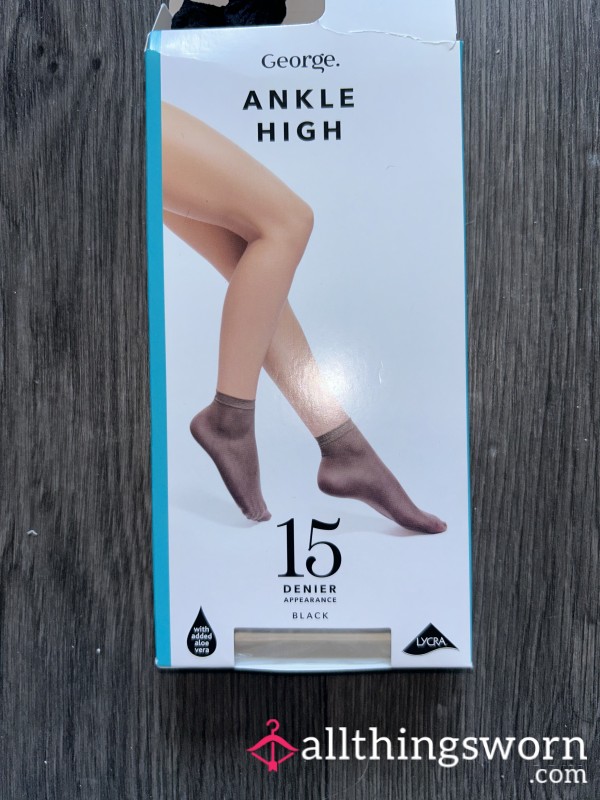 George.
ANKLE
HIGH
15
DENIER
APPEARANCE
BLACK
with
added
aloe
vera
LYCRA
allthingsworn
.com